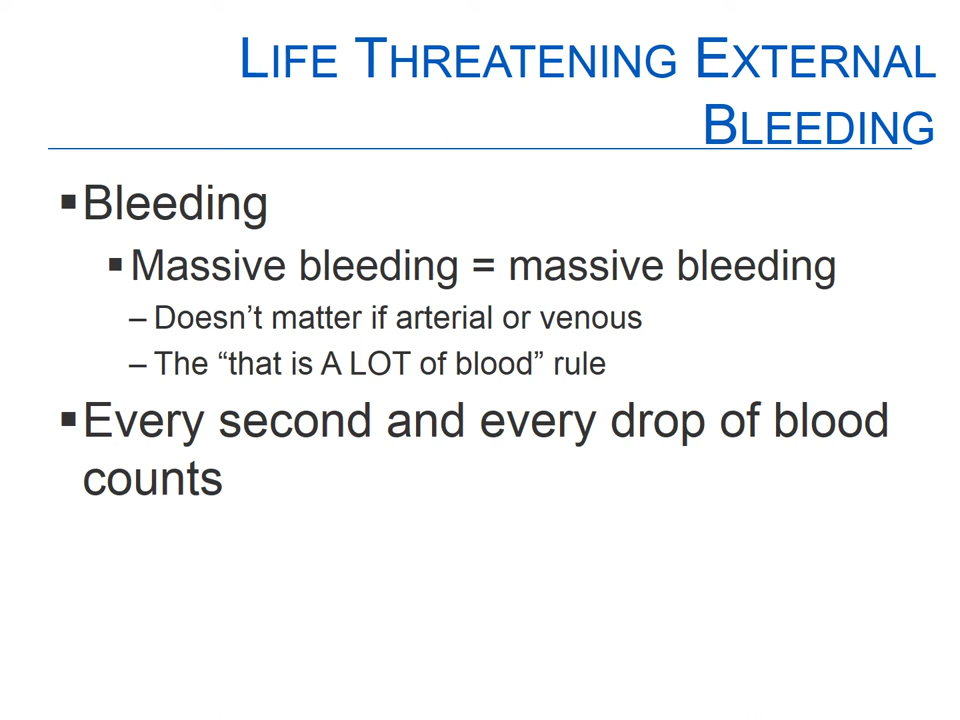 LIFE THREATENING EXTERNAL
BLEEDING
▪Bleeding
▪Massive bleeding = massive bleeding
– Doesn’t matter if arterial or venous
– The “that is A LOT of blood” rule
▪Every second and every drop of blood
counts